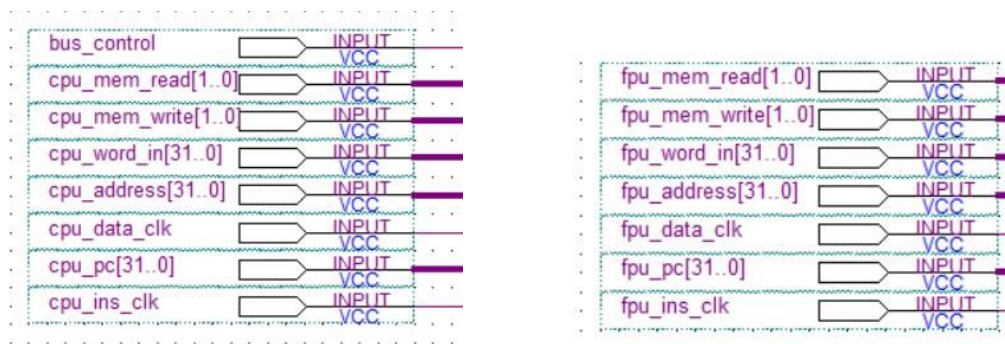 bus_control INPUT
VCC
cpu_mem_read[1..0] INPUT
VCC
cpu_mem_write[1..0] INPUT
VCC
cpu_word_in[31..0] INPUT
VCC
cpu_address[31..0] INPUT
VCC
cpu_data_clk INPUT
VCC
cpu_pc[31..0] INPUT
VCC
cpu_ins_clk INPUT
VCC
fpu_mem_read[1..0] INPUT
VCC
fpu_mem_write[1..0] INPUT
VCC
fpu_word_in[31..0] INPUT
VCC
fpu_address[31..0] INPUT
VCC
fpu_data_clk INPUT
VCC
fpu_pc[31..0] INPUT
VCC
fpu_ins_clk INPUT
VCC